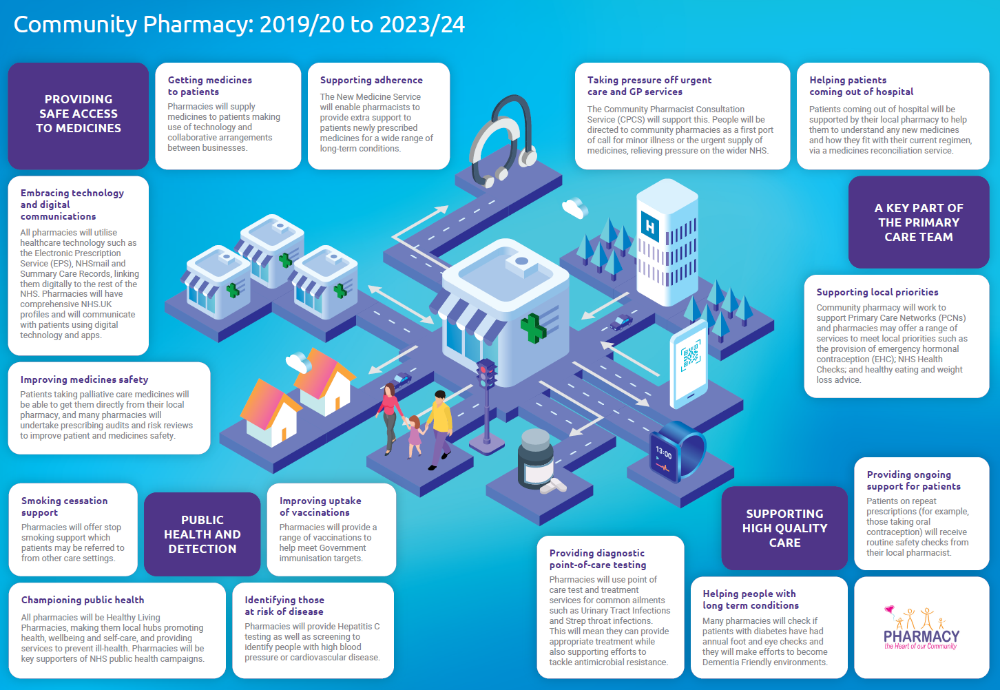 Community Pharmacy: 2019/20 to 2023/24
PROVIDING
SAFE ACCESS
TO MEDICINES
Getting medicines
to patients
Pharmacies will supply
medicines to patients making
use of technology and
collaborative arrangements
between businesses.
Supporting adherence
The New Medicine Service
will enable pharmacists to
provide extra support to
patients newly prescribed
medicines for a wide range of
long-term conditions.
Embracing technology
and digital
communications
All pharmacies will utilise
healthcare technology such as
the Electronic Prescription
Service (EPS), NHSmail and
Summary Care Records, linking
them digitally to the rest of the
NHS. Pharmacies will have
comprehensive NHS.UK
profiles and will communicate
with patients using digital
technology and apps.
Improving medicines safety
Patients taking palliative care medicines will
be able to get them directly from their local
pharmacy, and many pharmacies will
undertake prescribing audits and risk reviews
to improve patient and medicines safety.
Taking pressure off urgent
care and GP services
The Community Pharmacist Consultation
Service (CPCS) will support this. People will be
directed to community pharmacies as a first port
of call for minor illness or the urgent supply of
medicines, relieving pressure on the wider NHS.
Helping patients
coming out of hospital
Patients coming out of hospital will be
supported by their local pharmacy to help
them to understand any new medicines
and how they fit with their current regimen,
via a medicines reconciliation service.
A KEY PART OF
THE PRIMARY
CARE TEAM
Supporting local priorities
Community pharmacy will work to
support Primary Care Networks (PCNs)
and pharmacies may offer a range of
services to meet local priorities such as
the provision of emergency hormonal
contraception (EHC); NHS Health
Checks; and healthy eating and weight
loss advice.
H
13:00
Smoking cessation
support
Pharmacies will offer stop
smoking support which
patients may be referred to
from other care settings.
PUBLIC
HEALTH AND
DETECTION
Improving uptake
of vaccinations
Pharmacies will provide a
range of vaccinations to
help meet Government
immunisation targets.
Championing public health
All pharmacies will be Healthy Living
Pharmacies, making them local hubs promoting
health, wellbeing and self-care, and providing
services to prevent ill-health. Pharmacies will be
key supporters of NHS public health campaigns.
Identifying those
at risk of disease
Pharmacies will provide Hepatitis C
testing as well as screening to
identify people with high blood
pressure or cardiovascular disease.
Providing diagnostic
point-of-care testing
Pharmacies will use point of
care test and treatment
services for common ailments
such as Urinary Tract Infections
and Strep throat infections.
This will mean they can provide
appropriate treatment while
also supporting efforts to
tackle antimicrobial resistance.
SUPPORTING
HIGH QUALITY
CARE
Providing ongoing
support for patients
Patients on repeat
prescriptions (for example,
those taking oral
contraception) will receive
routine safety checks from
their local pharmacist.
Helping people with
long term conditions
Many pharmacies will check if
patients with diabetes have had
annual foot and eye checks and
they will make efforts to become
Dementia Friendly environments.
PHARMACY
the Heart of our Community